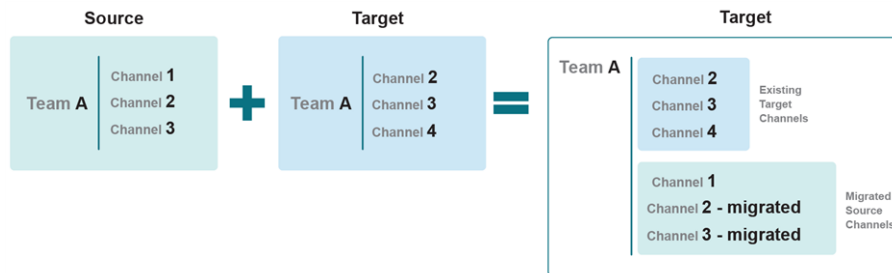 Source
Team A
Channel 1
Channel 2
Channel 3
Target
Team A
Channel 2
Channel 3
Channel 4
Target
Team A
Channel 2
Channel 3
Channel 4
Existing
Target
Channels
Channel 1
Channel 2 - migrated
Channel 3 - migrated
Migrated
Source
Channels